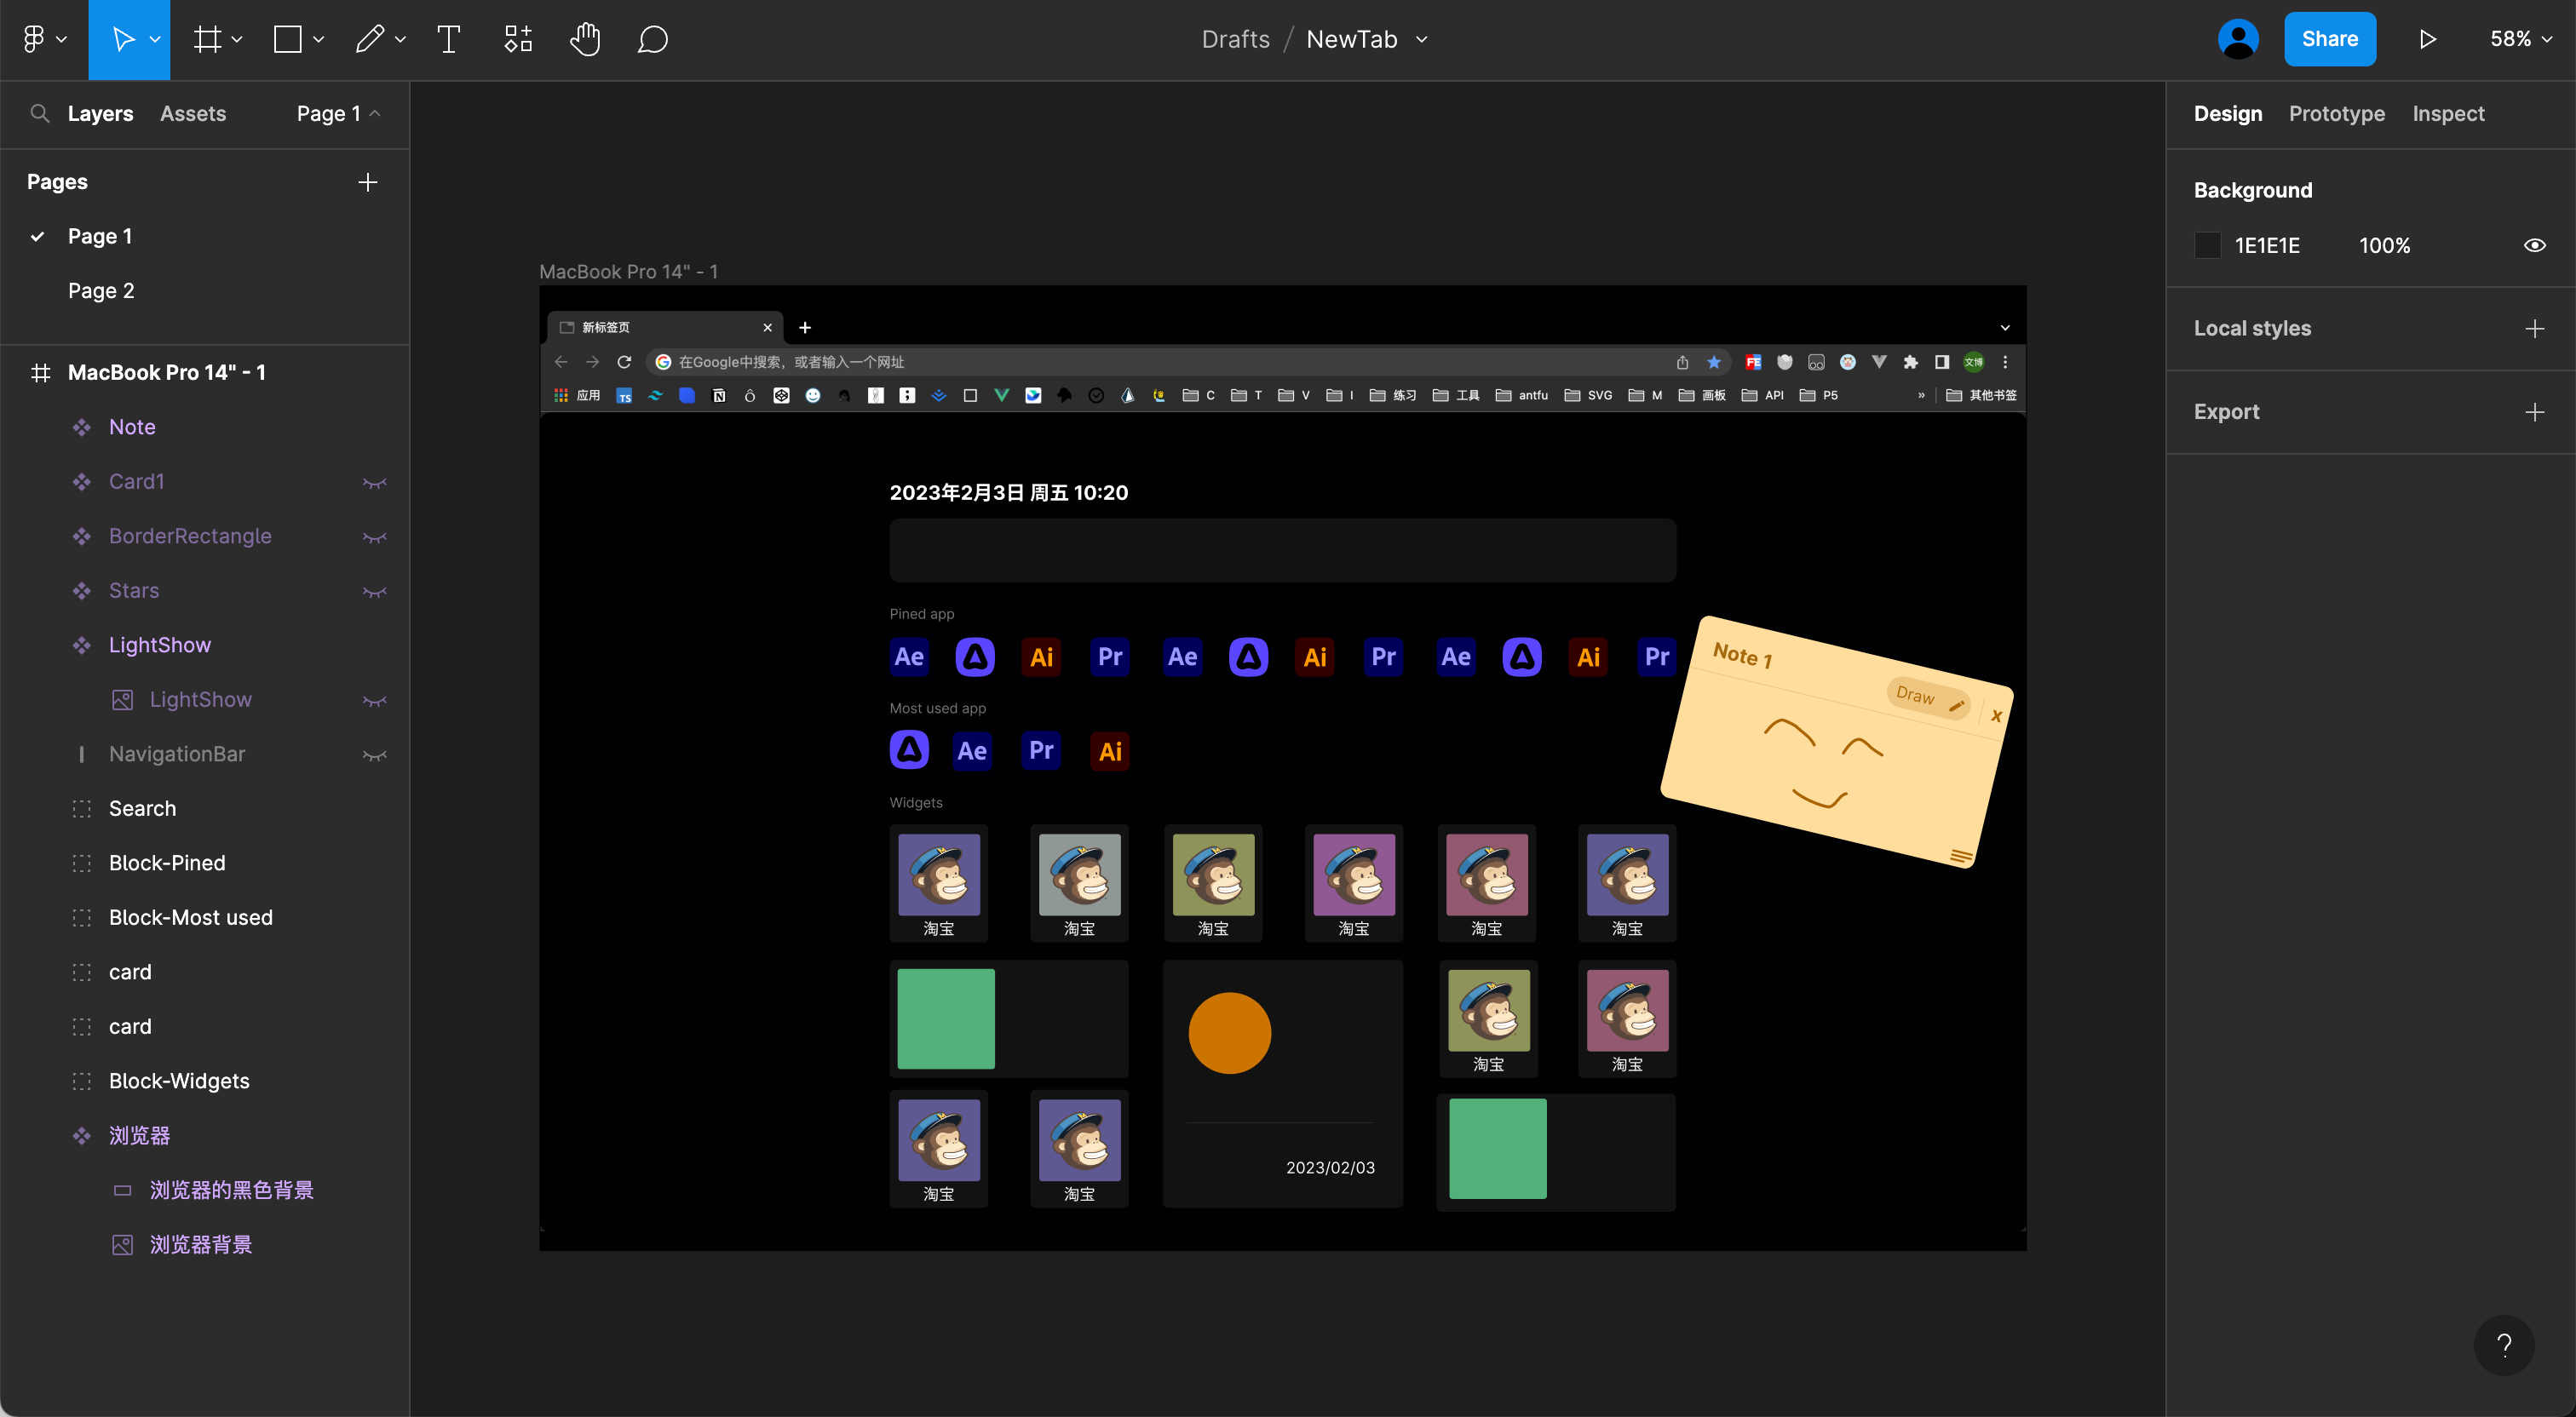 Drafts / NewTab
Share
58%
Layers Assets Page 1
Pages
Page 1
Page 2
MacBook Pro 14" - 1
Note
Card1
BorderRectangle
Stars
LightShow
LightShow
NavigationBar
Search
Block-Pined
Block-Most used
card
card
Block-Widgets
浏览器
浏览器的黑色背景
浏览器背景
MacBook Pro 14" - 1
新标签页
在Google中搜索，或者输入一个网址
FE
文博
应用 TS C T V I 练习 工具 antfu SVG M 画板 API P5 » 其他书签
2023年2月3日 周五 10:20
Pined app
Ae Ai Pr Ae Ai Pr Ae Ai Pr
Most used app
Ae Pr Ai
Widgets
淘宝 淘宝 淘宝 淘宝 淘宝 淘宝
淘宝 淘宝
淘宝 淘宝
2023/02/03
Note 1
Draw
x
Design Prototype Inspect
Background
1E1E1E 100%
Local styles
Export
?